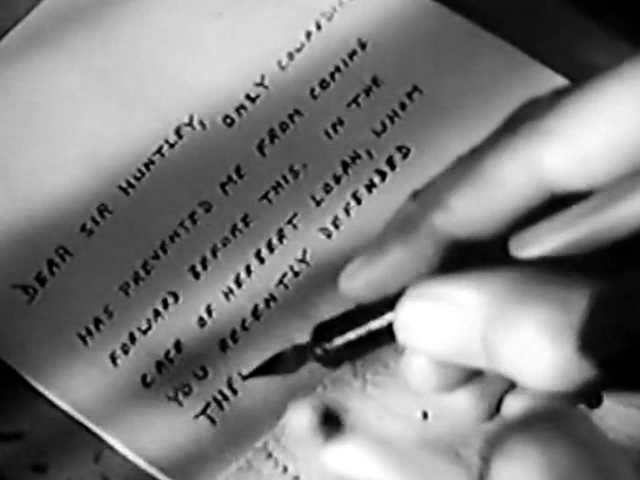 DEAR SIR HUNTLEY, ONLY COWARDICE
HAS PREVENTED ME FROM COMING
FORWARD BEFORE THIS. IN THE
CASE OF HERBERT LOGAN, WHOM
YOU RECENTLY DEFENDED
THE